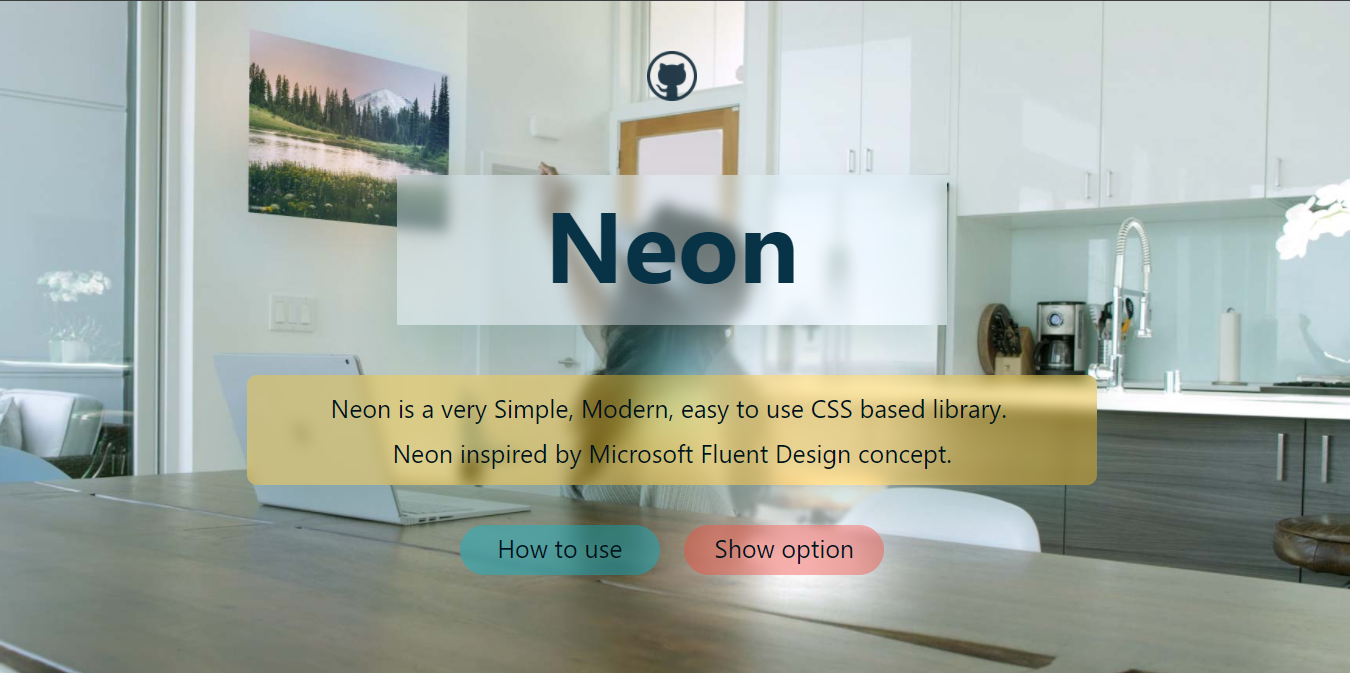 Neon
Neon is a very Simple, Modern, easy to use CSS based library.
Neon inspired by Microsoft Fluent Design concept.
How to use
Show option